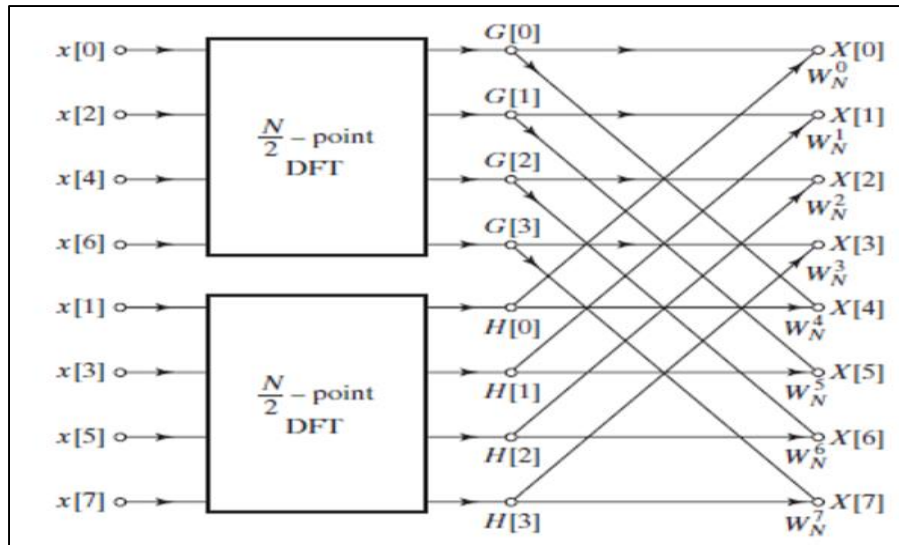 G[0]
x[0] X[0]
W_N^0
G[1]
x[2] X[1]
W_N^1
N/2 – point
DFT
G[2]
x[4] X[2]
W_N^2
G[3]
x[6] X[3]
W_N^3
x[1] X[4]
H[0] W_N^4
x[3] X[5]
H[1] W_N^5
N/2 – point
DFT
x[5] X[6]
H[2] W_N^6
x[7] X[7]
H[3] W_N^7